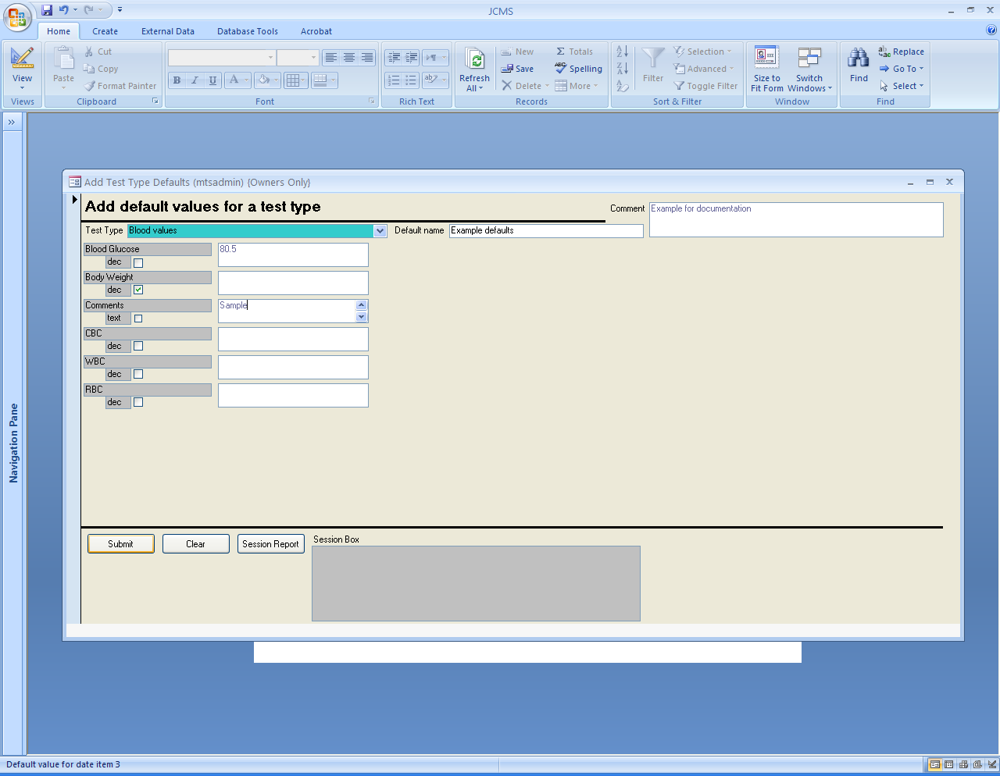 JCMS
Home Create External Data Database Tools Acrobat
View
Views
Paste
Cut
Copy
Format Painter
Clipboard
B I U A
Font
Rich Text
Refresh
All
New
Save
Delete
Σ Totals
Spelling
More
Records
Filter
Selection
Advanced
Toggle Filter
Sort & Filter
Size to
Fit Form
Switch
Windows
Window
Find
Replace
Go To
Select
Find
Navigation Pane
Add Test Type Defaults (mtsadmin) {Owners Only}
Add default values for a test type
Comment Example for documentation
Test Type Blood values Default name Example defaults
Blood Glucose 80.5
dec
Body Weight
dec
Comments Sample
text
CBC
dec
WBC
dec
RBC
dec
Submit Clear Session Report Session Box
Default value for date item 3